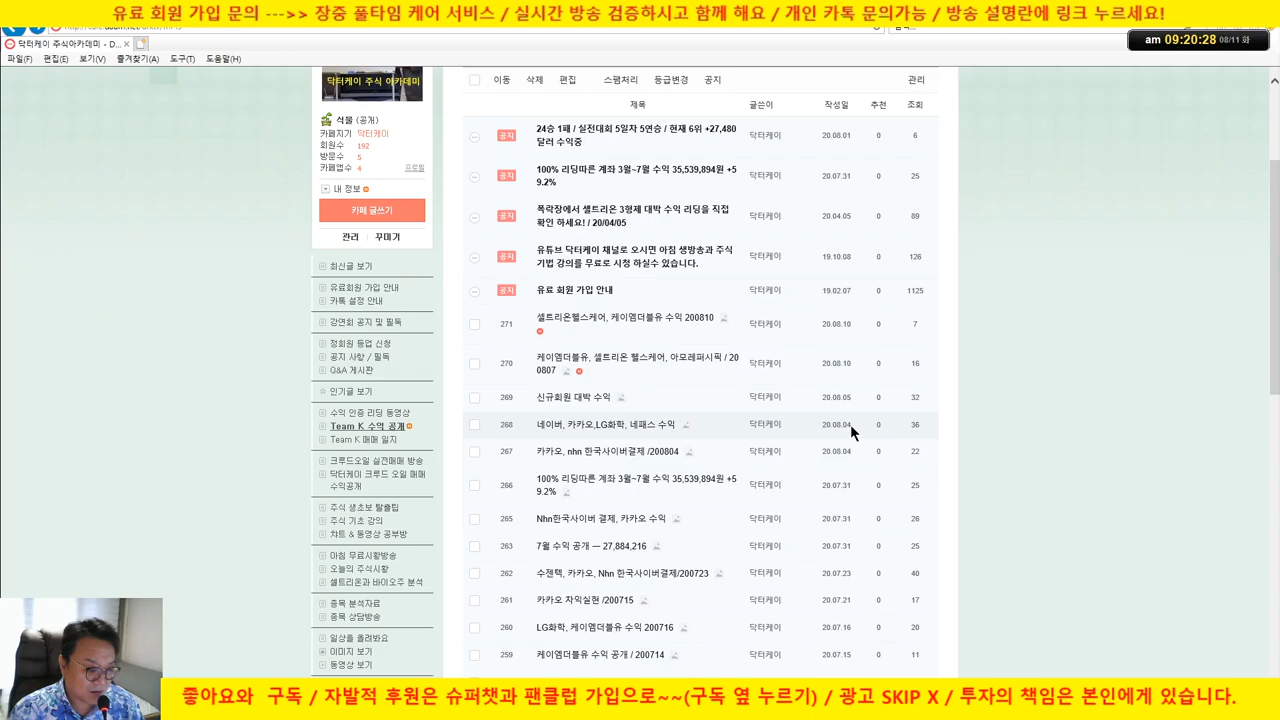 유료 회원 가입 문의 --->> 장중 풀타임 케어 서비스 / 실시간 방송 검증하시고 함께 해요 / 개인 카톡 문의가능 / 방송 설명란에 링크 누르세요!
am 09:20:28 08/11 화
닥터케이 주식아카데미 - D...
파일(F) 편집(E) 보기(V) 즐겨찾기(A) 도구(T) 도움말(H)
닥터케이 주식 아카데미
석물 (공개)
카페지기 닥터케이
회원수 192
방문수 5
카페앱수 4 프로필
내 정보
카페 글쓰기
관리 꾸미기
최신글 보기
유료회원 가입 안내
카톡 설정 안내
강연회 공지 및 필독
정회원 등업 신청
공지 사항 / 필독
Q&A 게시판
인기글 보기
수익 인증 리딩 동영상
Team K 수익 공개
Team K 매매 일지
크루드오일 실전매매 방송
닥터케이 크루드 오일 매매
수익공개
주식 생초보 탈출팁
주식 기초 강의
챠트 & 동영상 공부방
아침 무료시황방송
오늘의 주식시황
셀트리온과 바이오주 분석
종목 분석자료
종목 상담방송
일상을 올려봐요
이미지 보기
동영상 보기
이동 삭제 편집 스팸처리 등급변경 공지 관리
제목 글쓴이 작성일 추천 조회
공지 24승 1패 / 실전대회 5일차 5연승 / 현재 6위 +27,480 닥터케이 20.08.01 0 6
달러 수익중
공지 100% 리딩따른 계좌 3월~7월 수익 35,539,894원 +5 닥터케이 20.07.31 0 25
9.2%
공지 폭락장에서 셀트리온 3형제 대박 수익 리딩을 직접 닥터케이 20.04.05 0 89
확인 하세요! / 20/04/05
공지 유튜브 닥터케이 채널로 오시면 아침 생방송과 주식 닥터케이 19.10.08 0 126
기법 강의를 무료로 시청 하실수 있습니다.
공지 유료 회원 가입 안내 닥터케이 19.02.07 0 1125
271 셀트리온헬스케어, 케이엠더블유 수익 200810 닥터케이 20.08.10 0 7
270 케이엠더블유, 셀트리온 헬스케어, 아모레퍼시픽 / 20 닥터케이 20.08.10 0 16
0807
269 신규회원 대박 수익 닥터케이 20.08.05 0 32
268 네이버, 카카오,LG화학, 네패스 수익 닥터케이 20.08.04 0 36
267 카카오, nhn 한국사이버결제 /200804 닥터케이 20.08.04 0 22
266 100% 리딩따른 계좌 3월~7월 수익 35,539,894원 +5 닥터케이 20.07.31 0 25
9.2%
265 Nhn한국사이버 결제, 카카오 수익 닥터케이 20.07.31 0 26
263 7월 수익 공개 — 27,884,216 닥터케이 20.07.31 0 25
262 수젠텍, 카카오, Nhn 한국사이버결제/200723 닥터케이 20.07.23 0 40
261 카카오 차익실현 /200715 닥터케이 20.07.21 0 17
260 LG화학, 케이엠더블유 수익 200716 닥터케이 20.07.16 0 20
259 케이엠더블유 수익 공개 / 200714 닥터케이 20.07.15 0 11
좋아요와 구독 / 자발적 후원은 슈퍼챗과 팬클럽 가입으로~~(구독 옆 누르기) / 광고 SKIP X / 투자의 책임은 본인에게 있습니다.